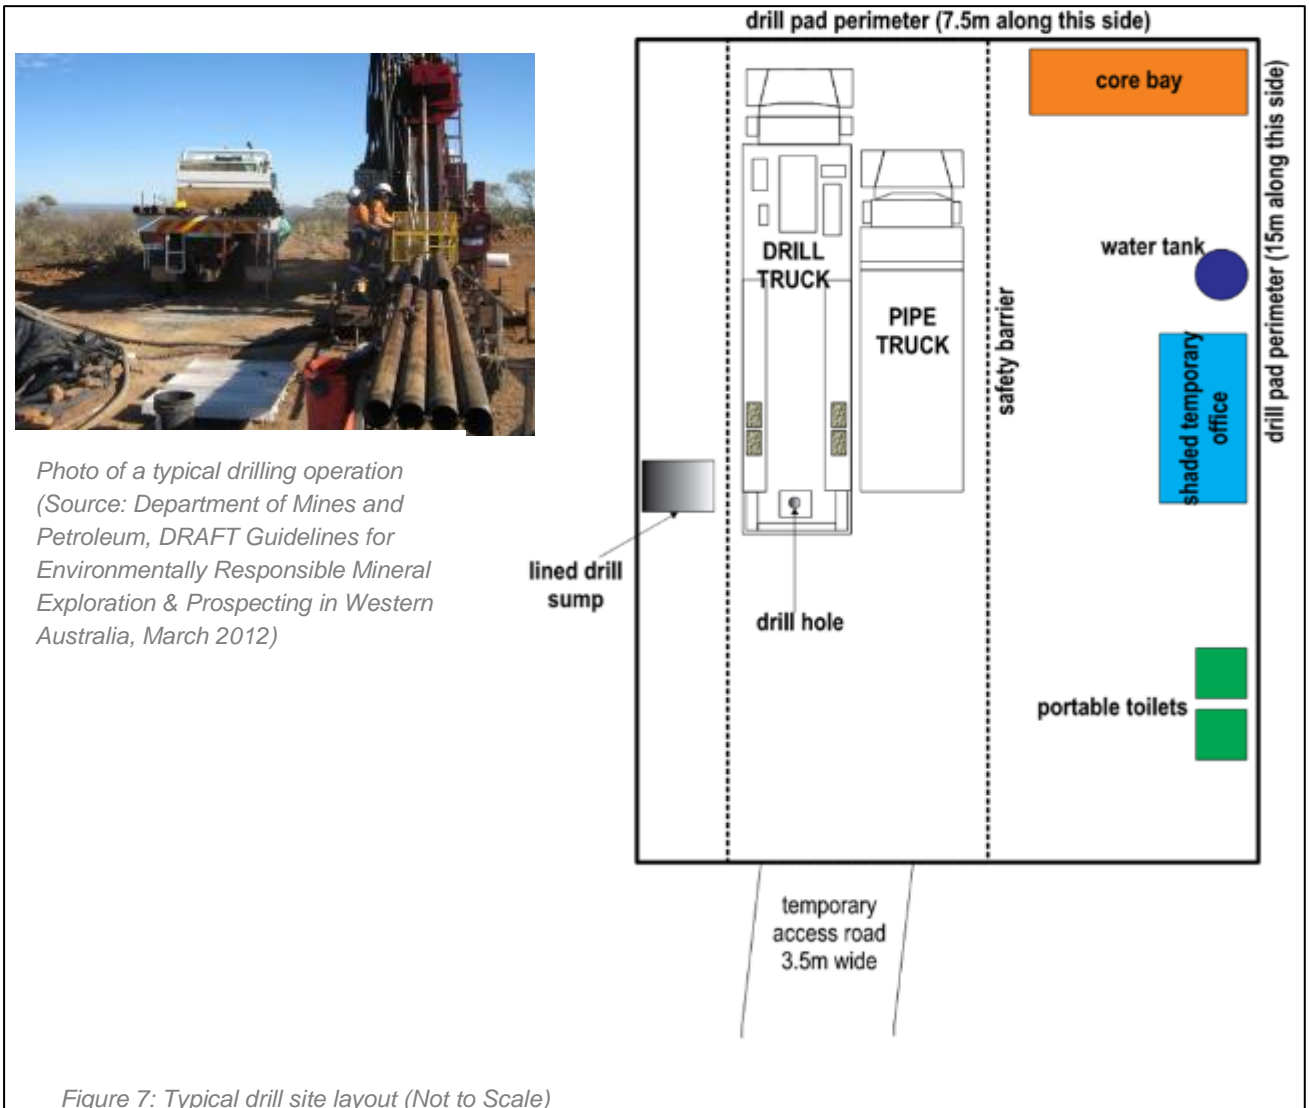 drill pad perimeter (7.5m along this side)
core bay
drill pad perimeter (15m along this side)
water tank
DRILL
TRUCK
PIPE
TRUCK
safety barrier
shaded temporary
office
Photo of a typical drilling operation
(Source: Department of Mines and
Petroleum, DRAFT Guidelines for
Environmentally Responsible Mineral
Exploration & Prospecting in Western
Australia, March 2012)
lined drill
sump
drill hole
portable toilets
temporary
access road
3.5m wide
Figure 7: Typical drill site layout (Not to Scale)